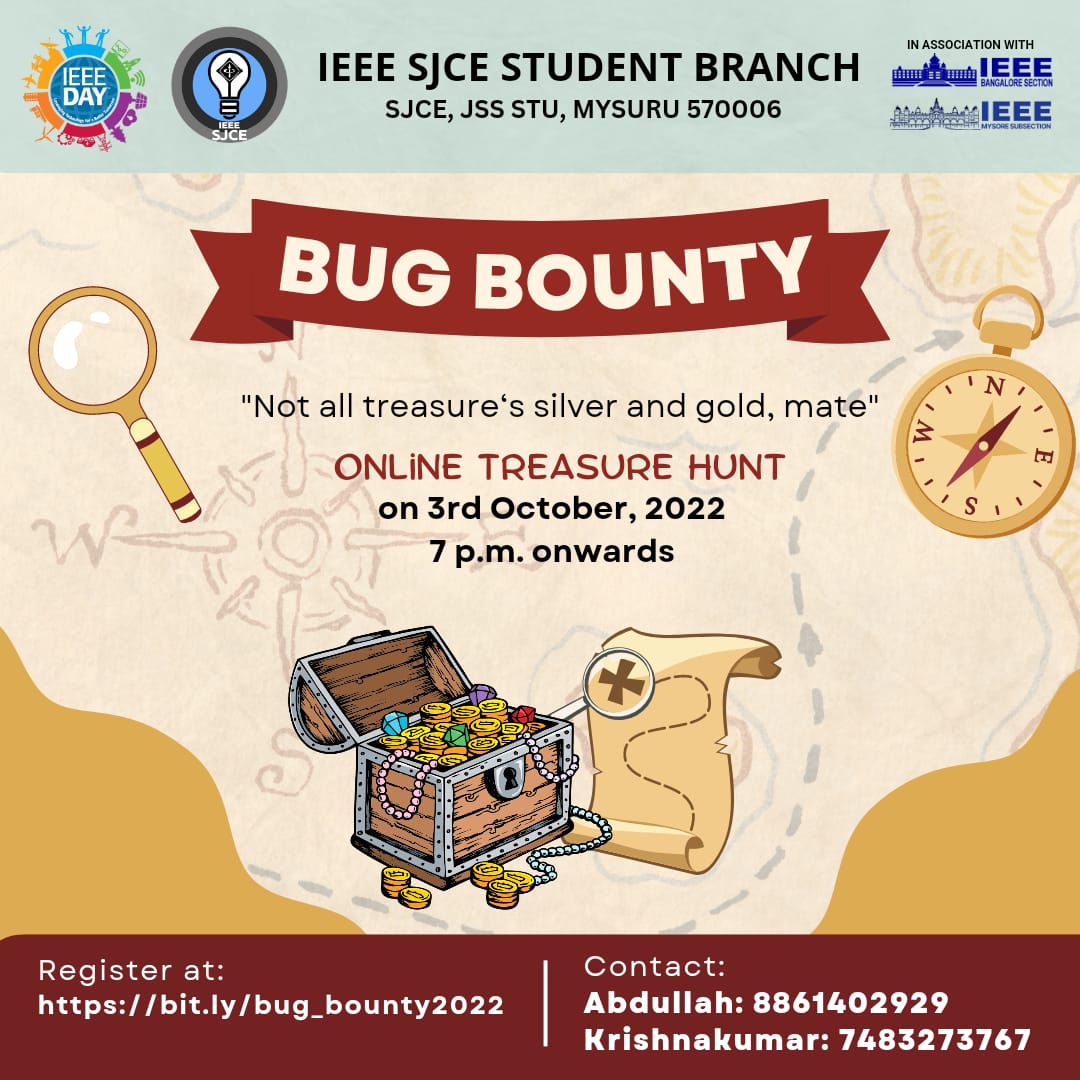 IEEE
DAY
IEEE
SJCE
IEEE SJCE STUDENT BRANCH
SJCE, JSS STU, MYSURU 570006
IN ASSOCIATION WITH
IEEE
BANGALORE SECTION
IEEE
MYSORE SUBSECTION
BUG BOUNTY
"Not all treasure‘s silver and gold, mate"
ONLiNE TREASURE HUNT
on 3rd October, 2022
7 p.m. onwards
N
W
E
S
N
W
S
Register at:
https://bit.ly/bug_bounty2022
Contact:
Abdullah: 8861402929
Krishnakumar: 7483273767